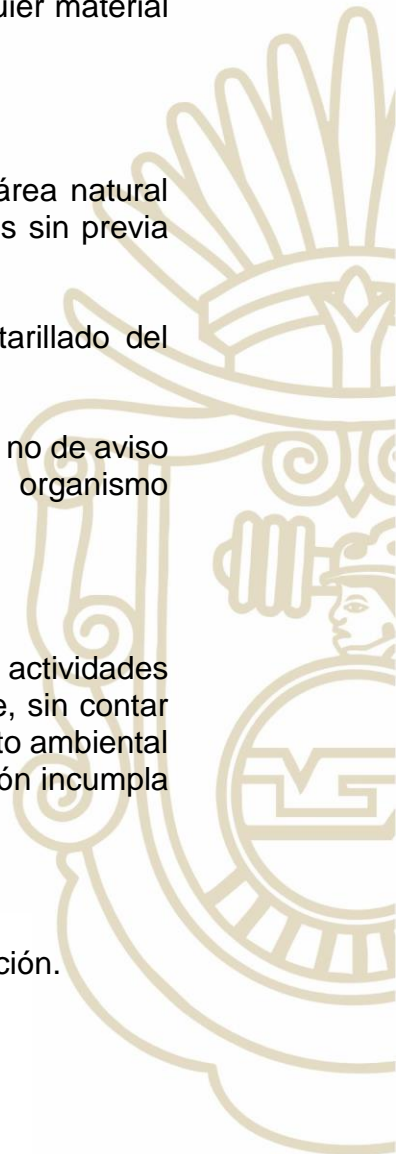 uier material
área natural
s sin previa
tarillado del
no de aviso
organismo
actividades
e, sin contar
to ambiental
ón incumpla
ción.